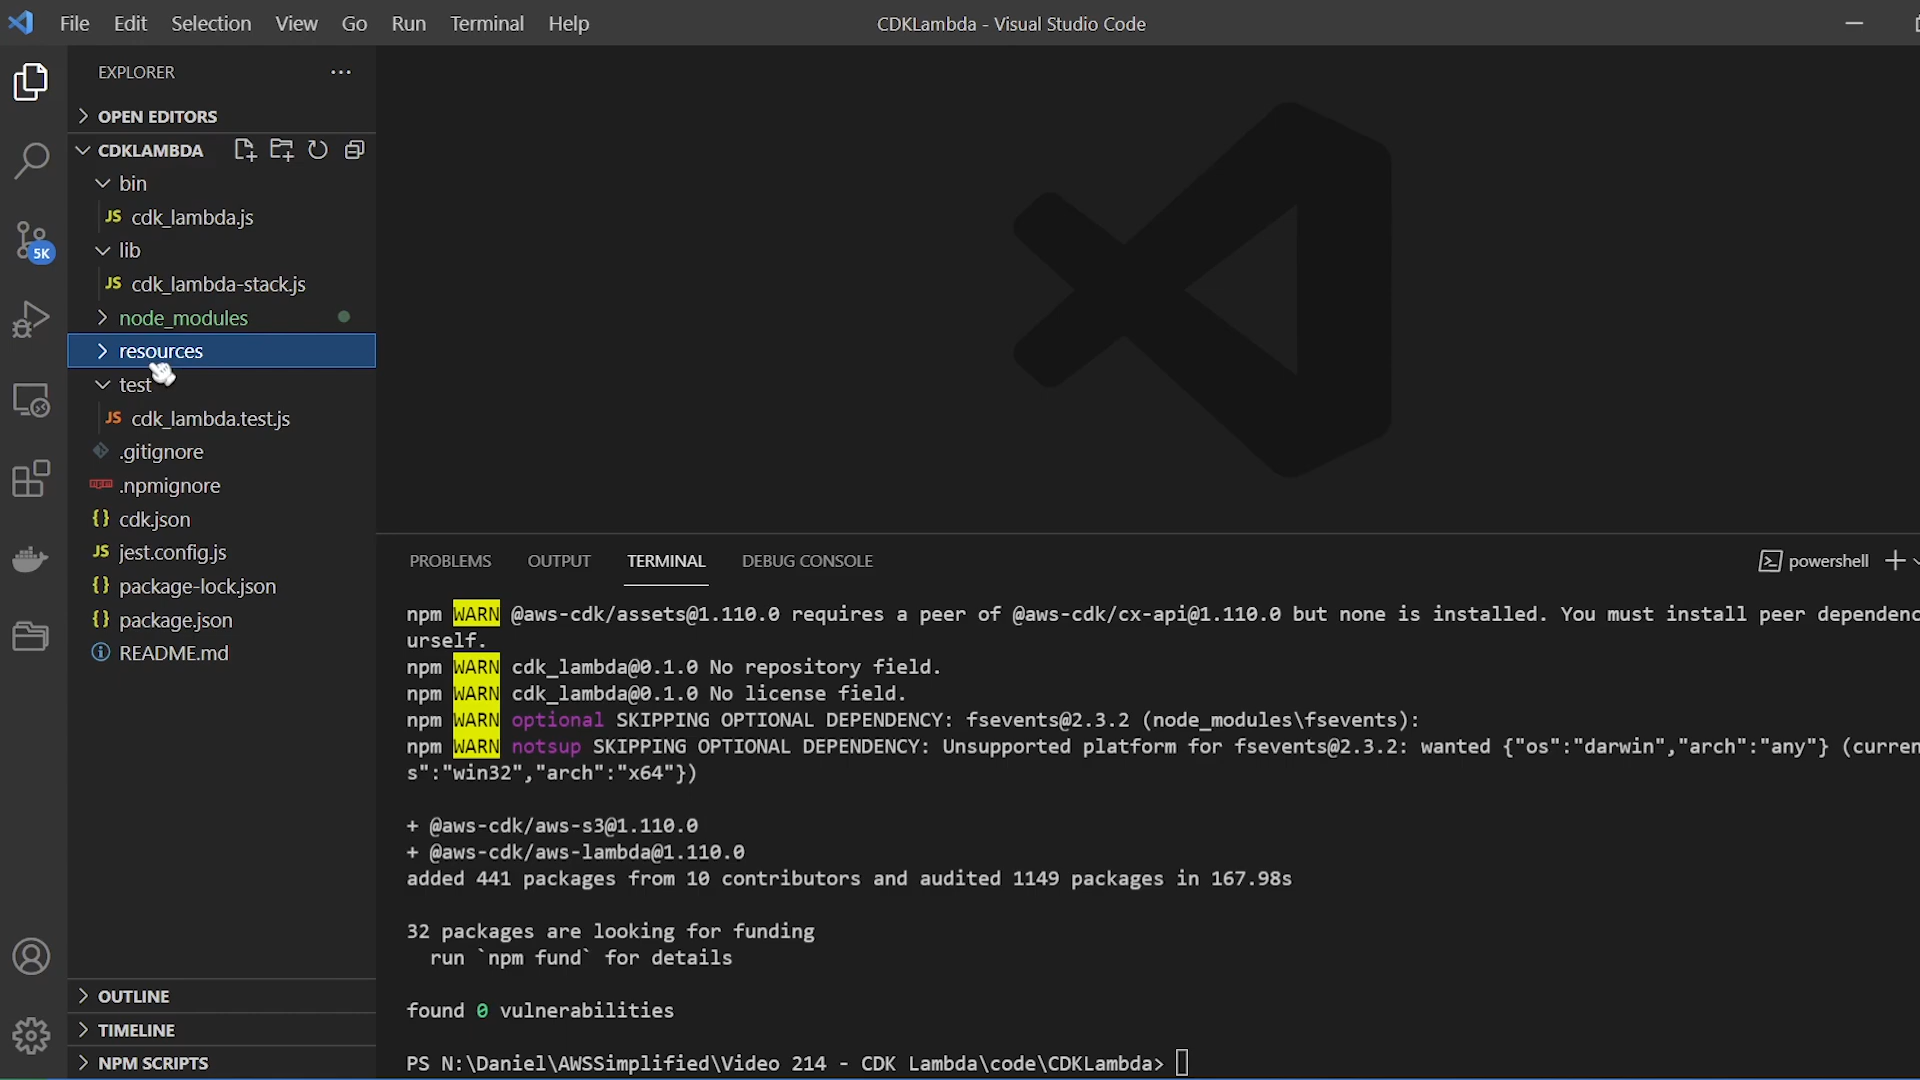 File Edit Selection View Go Run Terminal Help
CDKLambda - Visual Studio Code
EXPLORER
OPEN EDITORS
CDKLAMBDA
bin
JS cdk_lambda.js
lib
JS cdk_lambda-stack.js
5K
node_modules
resources
test
JS cdk_lambda.test.js
.gitignore
npm .npmignore
{} cdk.json
JS jest.config.js
{} package-lock.json
{} package.json
README.md
OUTLINE
TIMELINE
NPM SCRIPTS
PROBLEMS OUTPUT TERMINAL DEBUG CONSOLE
powershell
npm WARN @aws-cdk/assets@1.110.0 requires a peer of @aws-cdk/cx-api@1.110.0 but none is installed. You must install peer dependenc
urself.
npm WARN cdk_lambda@0.1.0 No repository field.
npm WARN cdk_lambda@0.1.0 No license field.
npm WARN optional SKIPPING OPTIONAL DEPENDENCY: fsevents@2.3.2 (node_modules\fsevents):
npm WARN notsup SKIPPING OPTIONAL DEPENDENCY: Unsupported platform for fsevents@2.3.2: wanted {"os":"darwin","arch":"any"} (curren
s":"win32","arch":"x64"})
+ @aws-cdk/aws-s3@1.110.0
+ @aws-cdk/aws-lambda@1.110.0
added 441 packages from 10 contributors and audited 1149 packages in 167.98s
32 packages are looking for funding
run `npm fund` for details
found 0 vulnerabilities
PS N:\Daniel\AWSSimplified\Video 214 - CDK Lambda\code\CDKLambda>